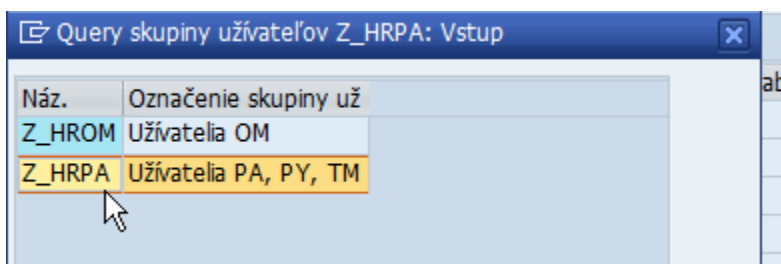 Query skupiny užívateľov Z_HRPA: Vstup
Náz. Označenie skupiny už
Z_HROM Užívatelia OM
Z_HRPA Užívatelia PA, PY, TM